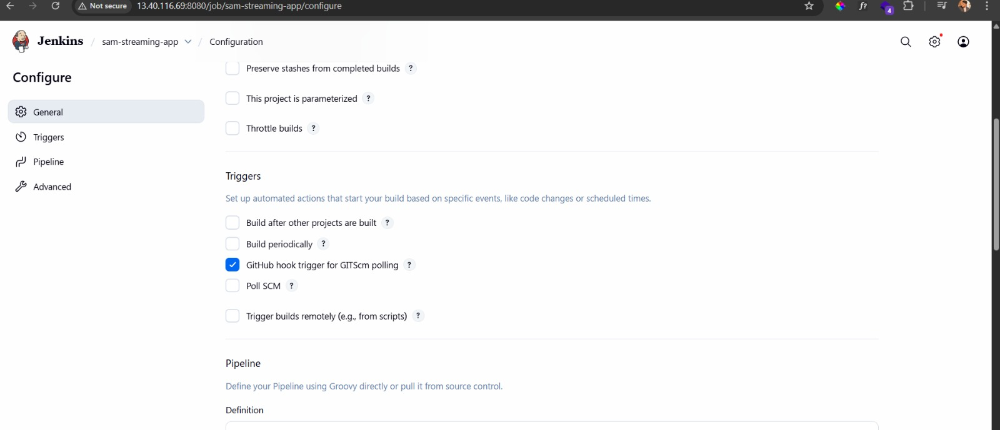 Not secure 13.40.116.69:8080/job/sam-streaming-app/configure
4
Jenkins / sam-streaming-app / Configuration
Configure
General
Triggers
Pipeline
Advanced
Preserve stashes from completed builds ?
This project is parameterized ?
Throttle builds ?
Triggers
Set up automated actions that start your build based on specific events, like code changes or scheduled times.
Build after other projects are built ?
Build periodically ?
GitHub hook trigger for GITScm polling ?
Poll SCM ?
Trigger builds remotely (e.g., from scripts) ?
Pipeline
Define your Pipeline using Groovy directly or pull it from source control.
Definition